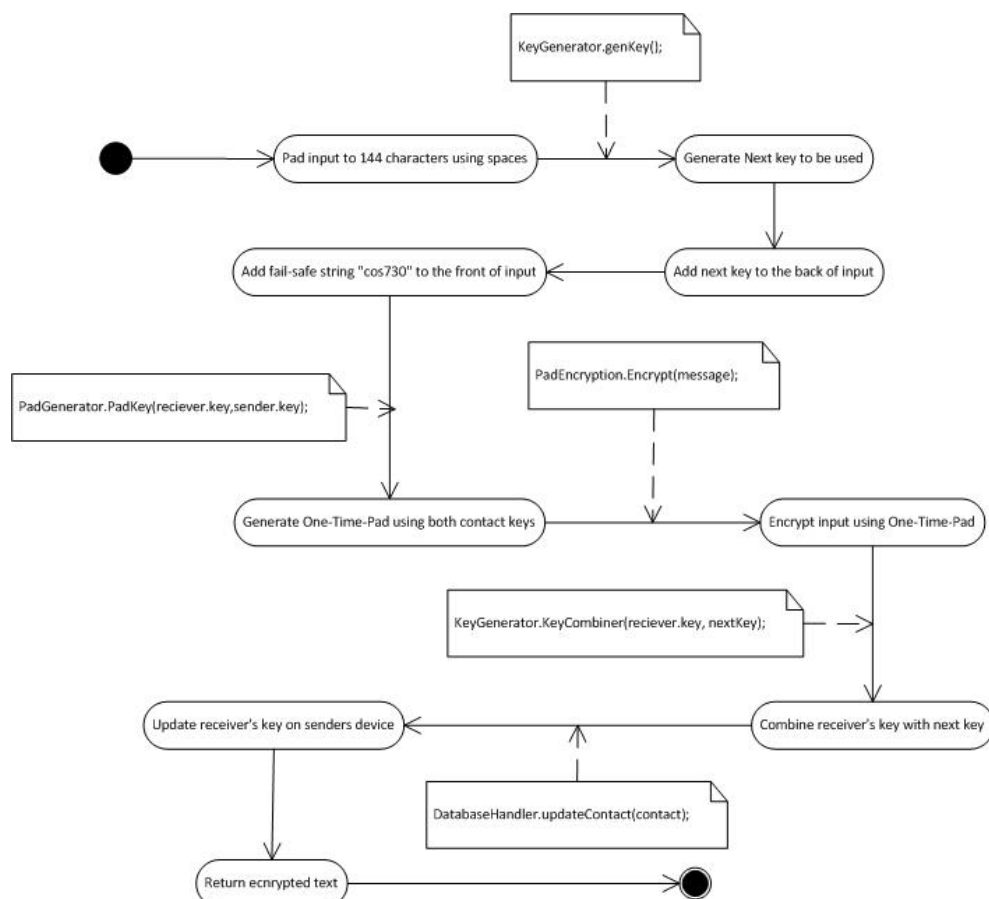 KeyGenerator.genKey();
Pad input to 144 characters using spaces
Generate Next key to be used
Add fail-safe string "cos730" to the front of input
Add next key to the back of input
PadEncryption.Encrypt(message);
PadGenerator.PadKey(reciever.key,sender.key);
Generate One-Time-Pad using both contact keys
Encrypt input using One-Time-Pad
KeyGenerator.KeyCombiner(reciever.key, nextKey);
Update receiver's key on senders device
Combine receiver's key with next key
DatabaseHandler.updateContact(contact);
Return ecnrypted text